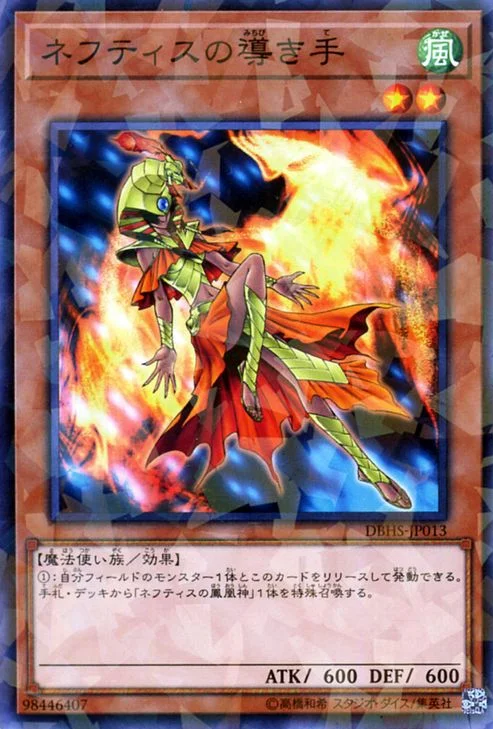 ネフティスの導き手
風
DBHS-JP013
【魔法使い族／効果】
①：自分フィールドのモンスター1体とこのカードをリリースして発動できる。
手札・デッキから「ネフティスの鳳凰神」1体を特殊召喚する。
ATK/ 600 DEF/ 600
98446407 ©高橋和希 スタジオ・ダイス/集英社